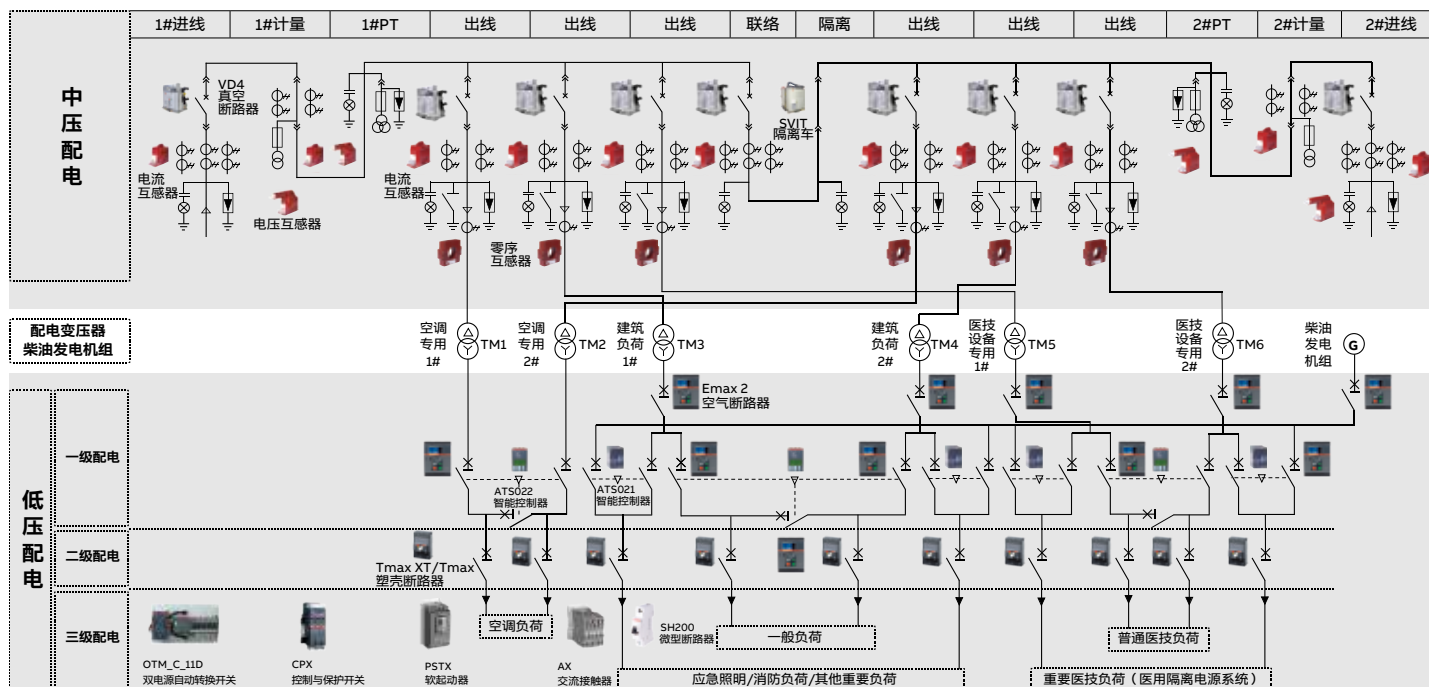 1#进线
1#计量
1#PT
出线
出线
出线
联络
隔离
出线
出线
出线
2#PT
2#计量
2#进线
中压配电
VD4
真空
断路器
SVIT
隔离车
电流
互感器
电压互感器
电流
互感器
零序
互感器
配电变压器
柴油发电机组
空调
专用
1#
TM1
空调
专用
2#
TM2
建筑
负荷
1#
TM3
建筑
负荷
2#
TM4
医技
设备
专用
1#
TM5
医技
设备
专用
2#
TM6
柴油
发电
机组
G
Emax 2
空气断路器
低压配电
一级配电
ATS022
智能控制器
ATS021
智能控制器
二级配电
Tmax XT/Tmax
塑壳断路器
三级配电
OTM_C_11D
双电源自动转换开关
CPX
控制与保护开关
PSTX
软起动器
空调负荷
AX
交流接触器
SH200
微型断路器
一般负荷
普通医技负荷
应急照明/消防负荷/其他重要负荷
重要医技负荷（医用隔离电源系统）